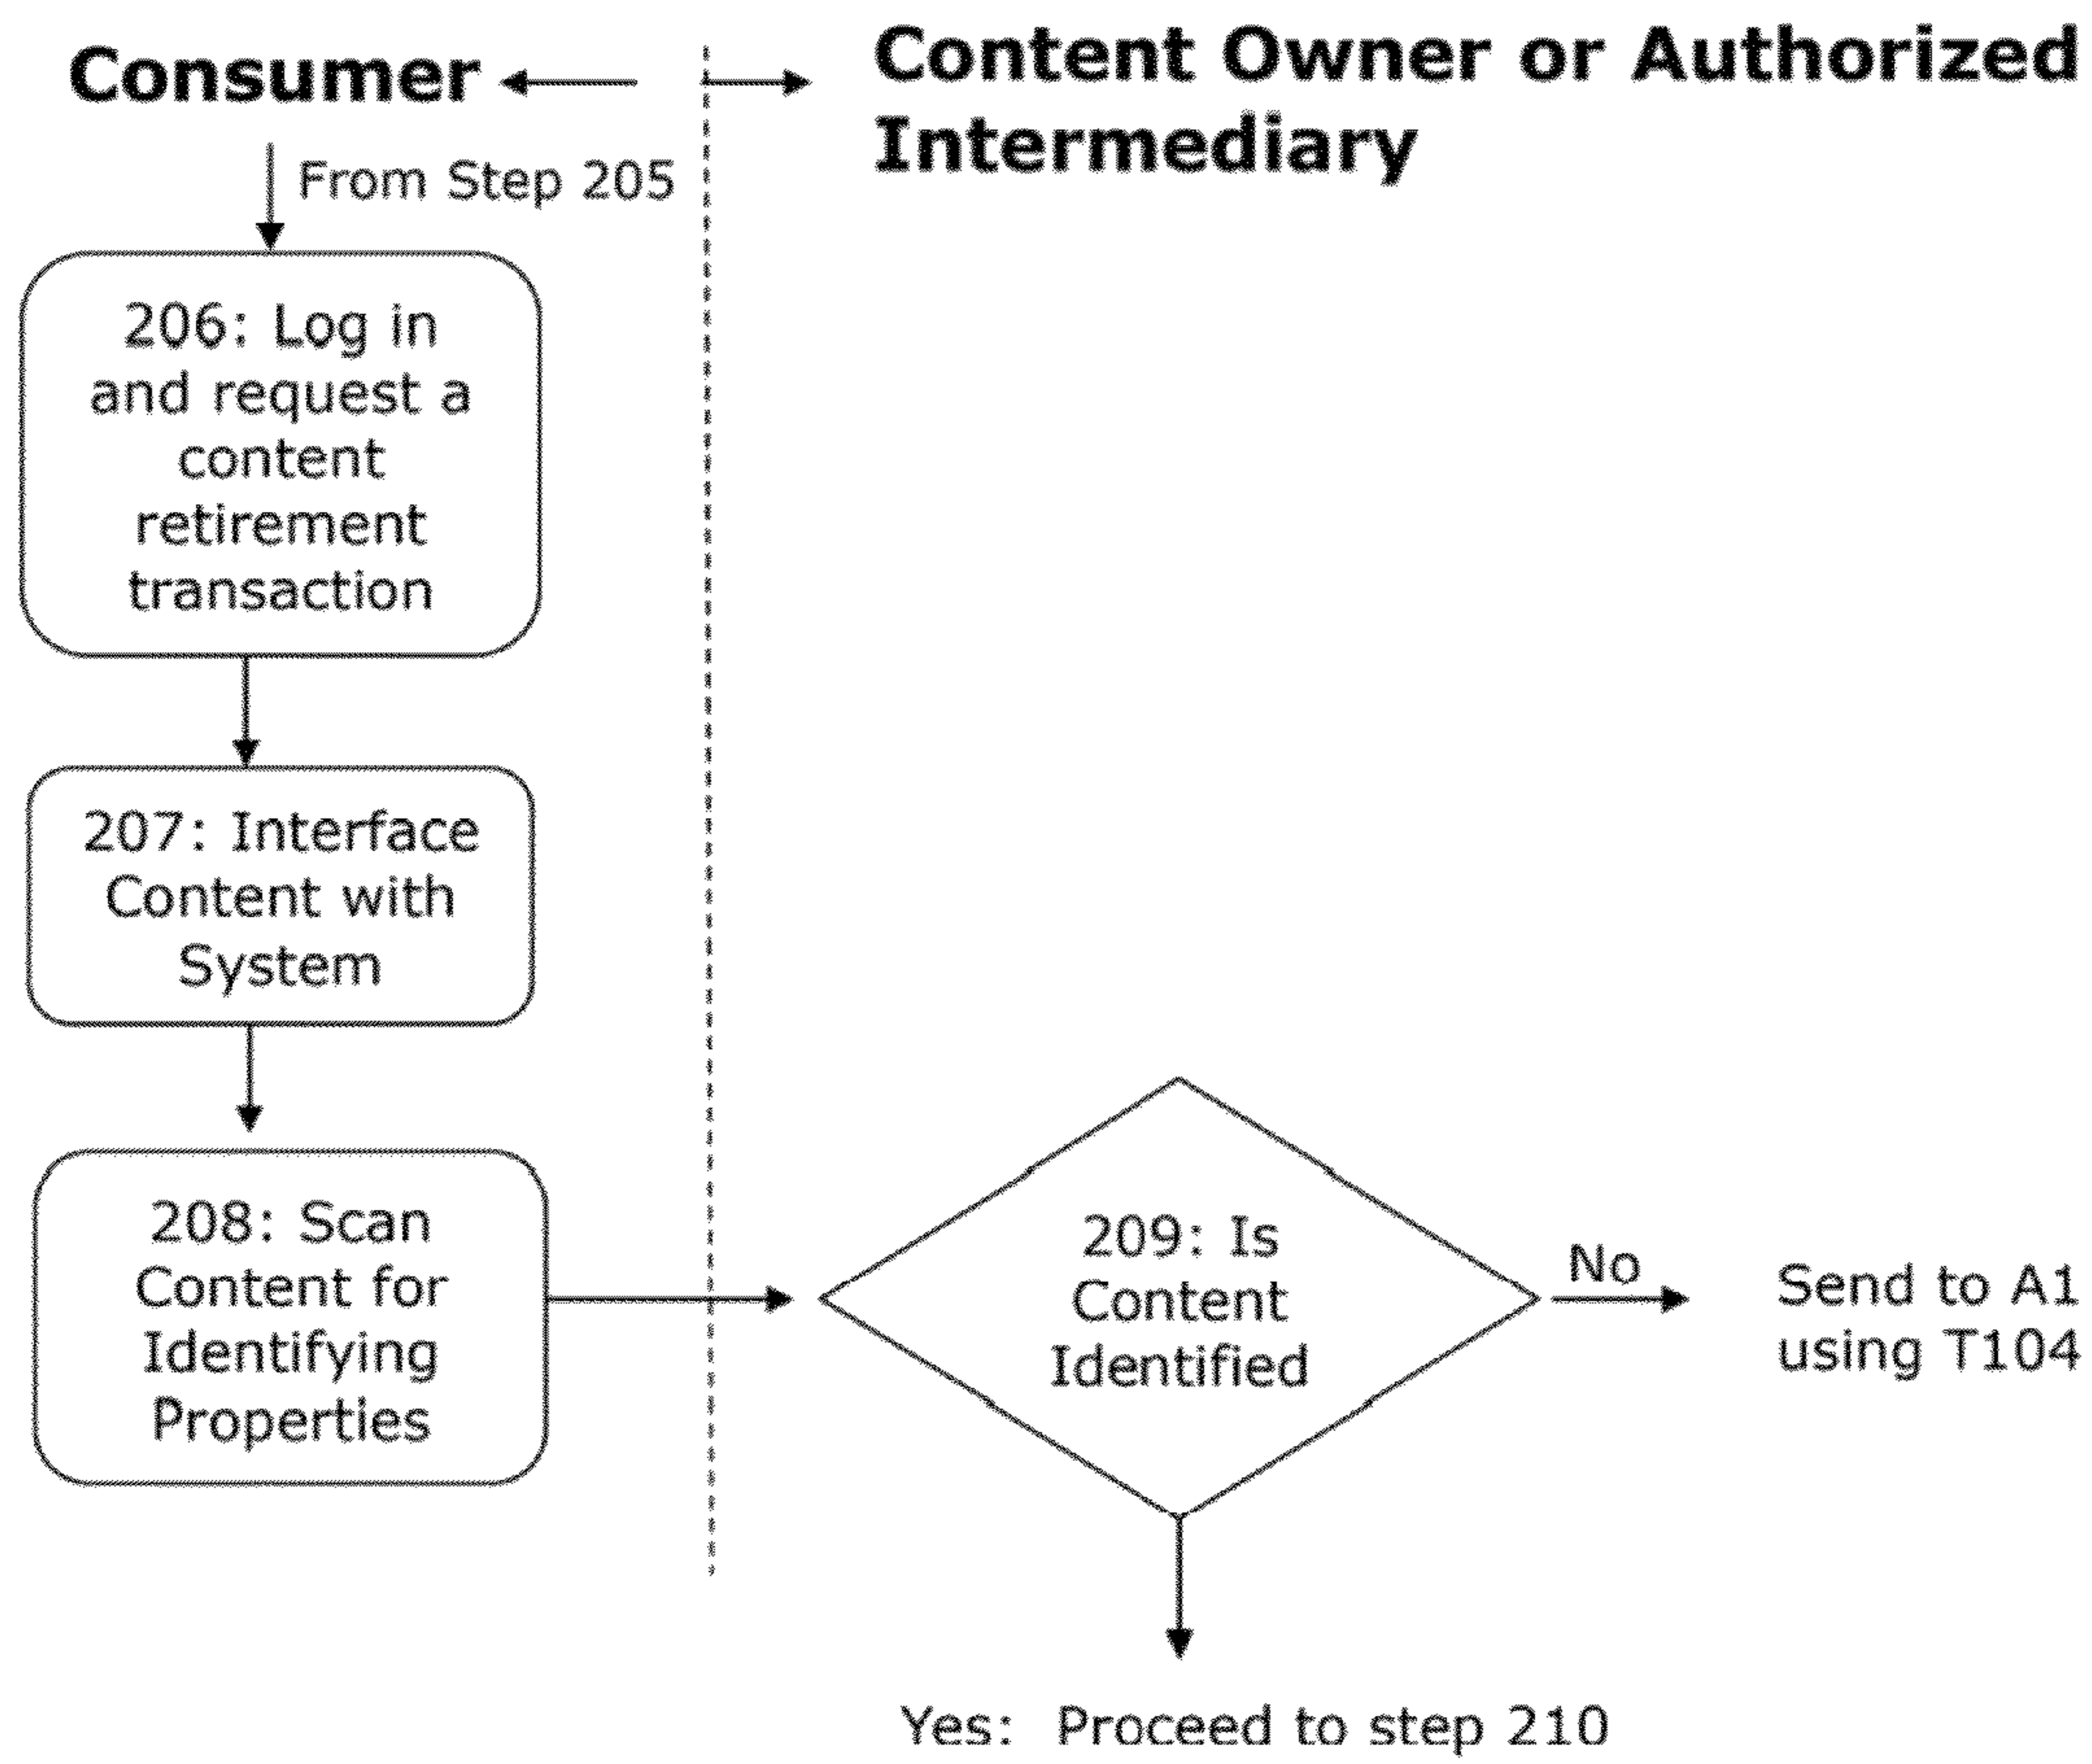 Consumer
Content Owner or Authorized
Intermediary
From Step 205
206: Log in
and request a
content
retirement
transaction
207: Interface
Content with
System
208: Scan
Content for
Identifying
Properties
209: Is
Content
Identified
No
Send to A1
using T104
Yes: Proceed to step 210